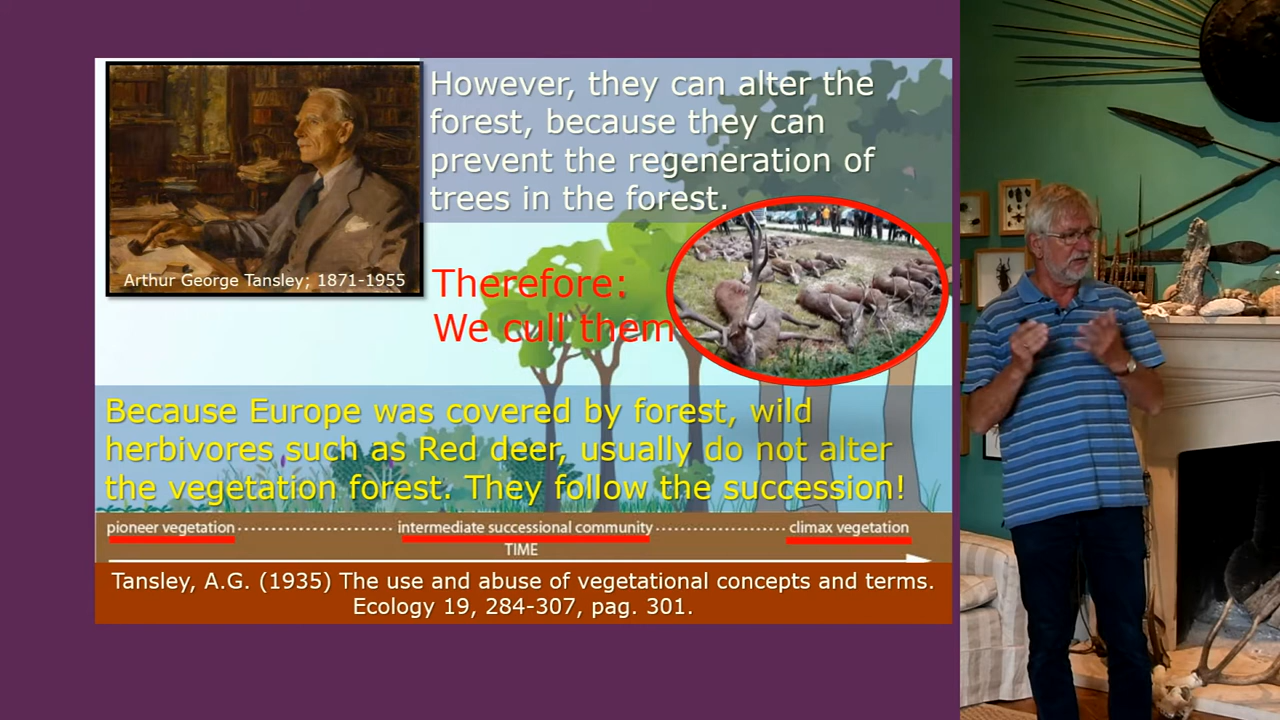 However, they can alter the
forest, because they can
prevent the regeneration of
trees in the forest.
Arthur George Tansley; 1871-1955
Therefore:
We cull them
Because Europe was covered by forest, wild
herbivores such as Red deer, usually do not alter
the vegetation forest. They follow the succession!
pioneer vegetation intermediate successional community climax vegetation
TIME
Tansley, A.G. (1935) The use and abuse of vegetational concepts and terms.
Ecology 19, 284-307, pag. 301.